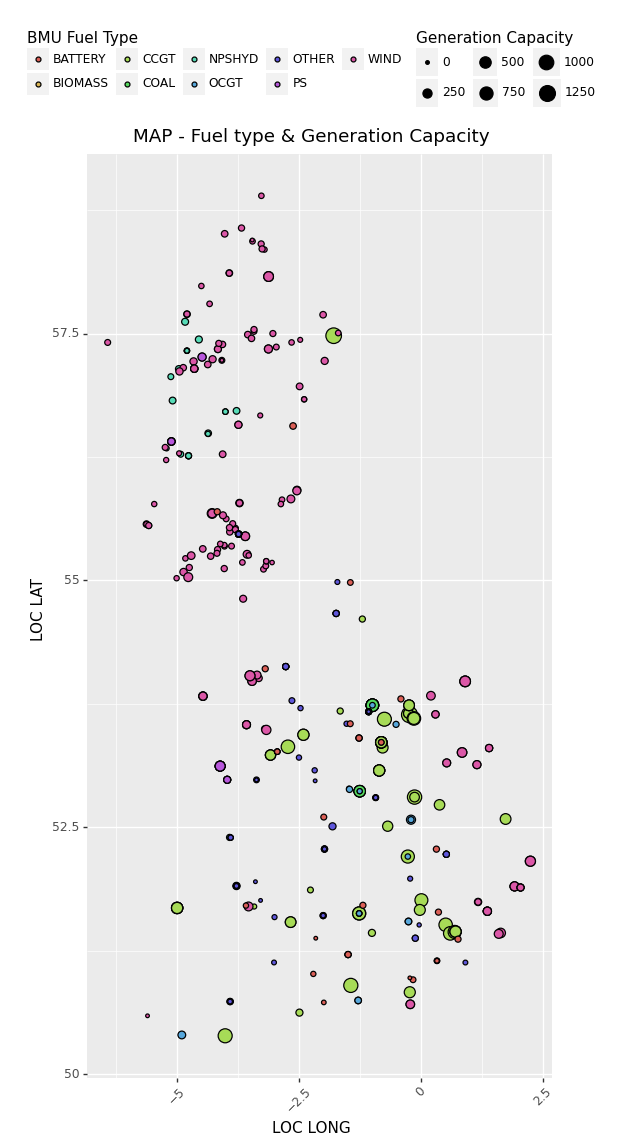 BMU Fuel Type
Generation Capacity
BATTERY CCGT NPSHYD OTHER WIND
BIOMASS COAL OCGT PS
0 500 1000
250 750 1250
MAP - Fuel type & Generation Capacity
57.5
55
52.5
50
LOC LAT
−5 −2.5 0 2.5
LOC LONG